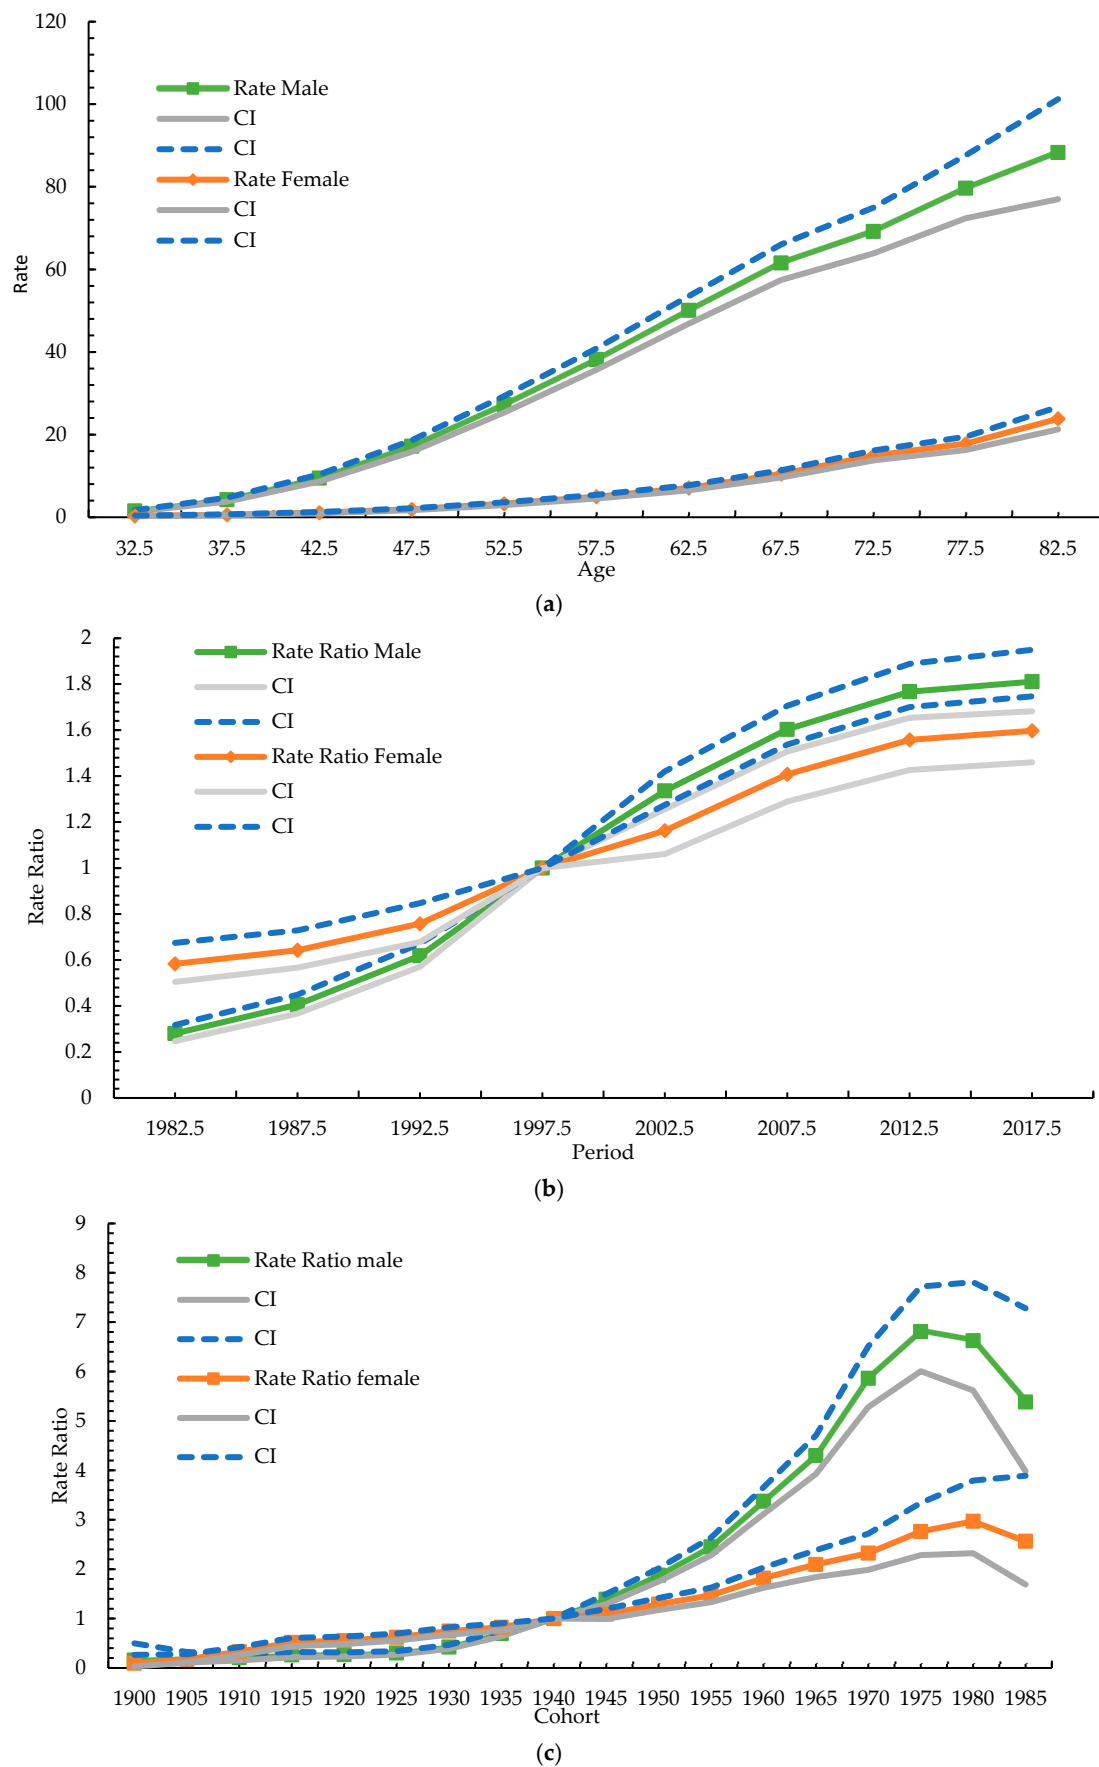 120
100
80
60
40
20
0
Rate
Rate Male
CI
CI
Rate Female
CI
CI
32.5 37.5 42.5 47.5 52.5 57.5 62.5 67.5 72.5 77.5 82.5
Age
(a)
2
1.8
1.6
1.4
1.2
1
0.8
0.6
0.4
0.2
0
Rate Ratio
Rate Ratio Male
CI
CI
Rate Ratio Female
CI
CI
1982.5 1987.5 1992.5 1997.5 2002.5 2007.5 2012.5 2017.5
Period
(b)
9
8
7
6
5
4
3
2
1
0
Rate Ratio
Rate Ratio male
CI
CI
Rate Ratio female
CI
CI
1900 1905 1910 1915 1920 1925 1930 1935 1940 1945 1950 1955 1960 1965 1970 1975 1980 1985
Cohort
(c)